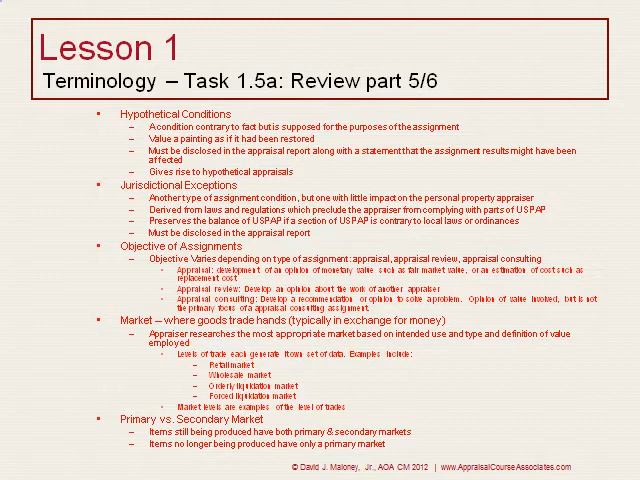 Lesson 1
Terminology – Task 1.5a: Review part 5/6
• Hypothetical Conditions
– A condition contrary to fact but is supposed for the purposes of the assignment
– Value a painting as if it had been restored
– Must be disclosed in the appraisal report along with a statement that the assignment results might have been
affected
– Gives rise to hypothetical appraisals
• Jurisdictional Exceptions
– Another type of assignment condition, but one with little impact on the personal property appraiser
– Derived from laws and regulations which preclude the appraiser from complying with parts of USPAP
– Preserves the balance of USPAP if a section of USPAP is contrary to local laws or ordinances
– Must be disclosed in the appraisal report
• Objective of Assignments
– Objective Varies depending on type of assignment: appraisal, appraisal review, appraisal consulting
• Appraisal: development of an opinion of monetary value such as fair market value, or an estimation of cost such as
replacement cost
• Appraisal review: Develop an opinion about the work of another appraiser
• Appraisal consulting: Develop a recommendation or opinion to solve a problem. Opinion of value involved, but is not
the primary focus of a appraisal consulting assignment.
• Market – where goods trade hands (typically in exchange for money)
– Appraiser researches the most appropriate market based on intended use and type and definition of value
employed
• Levels of trade each generate it own set of data. Examples include:
– Retail market
– Wholesale market
– Orderly liquidation market
– Forced liquidation market
• Market levels are examples of the level of trades
• Primary vs. Secondary Market
– Items still being produced have both primary & secondary markets
– Items no longer being produced have only a primary market
© David J. Maloney, Jr., AOA CM 2012 | www.AppraisalCourseAssociates.com